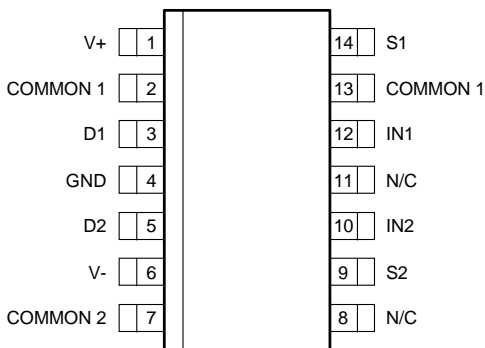 V+ 1 14 S1
COMMON 1 2 13 COMMON 1
D1 3 12 IN1
GND 4 11 N/C
D2 5 10 IN2
V- 6 9 S2
COMMON 2 7 8 N/C